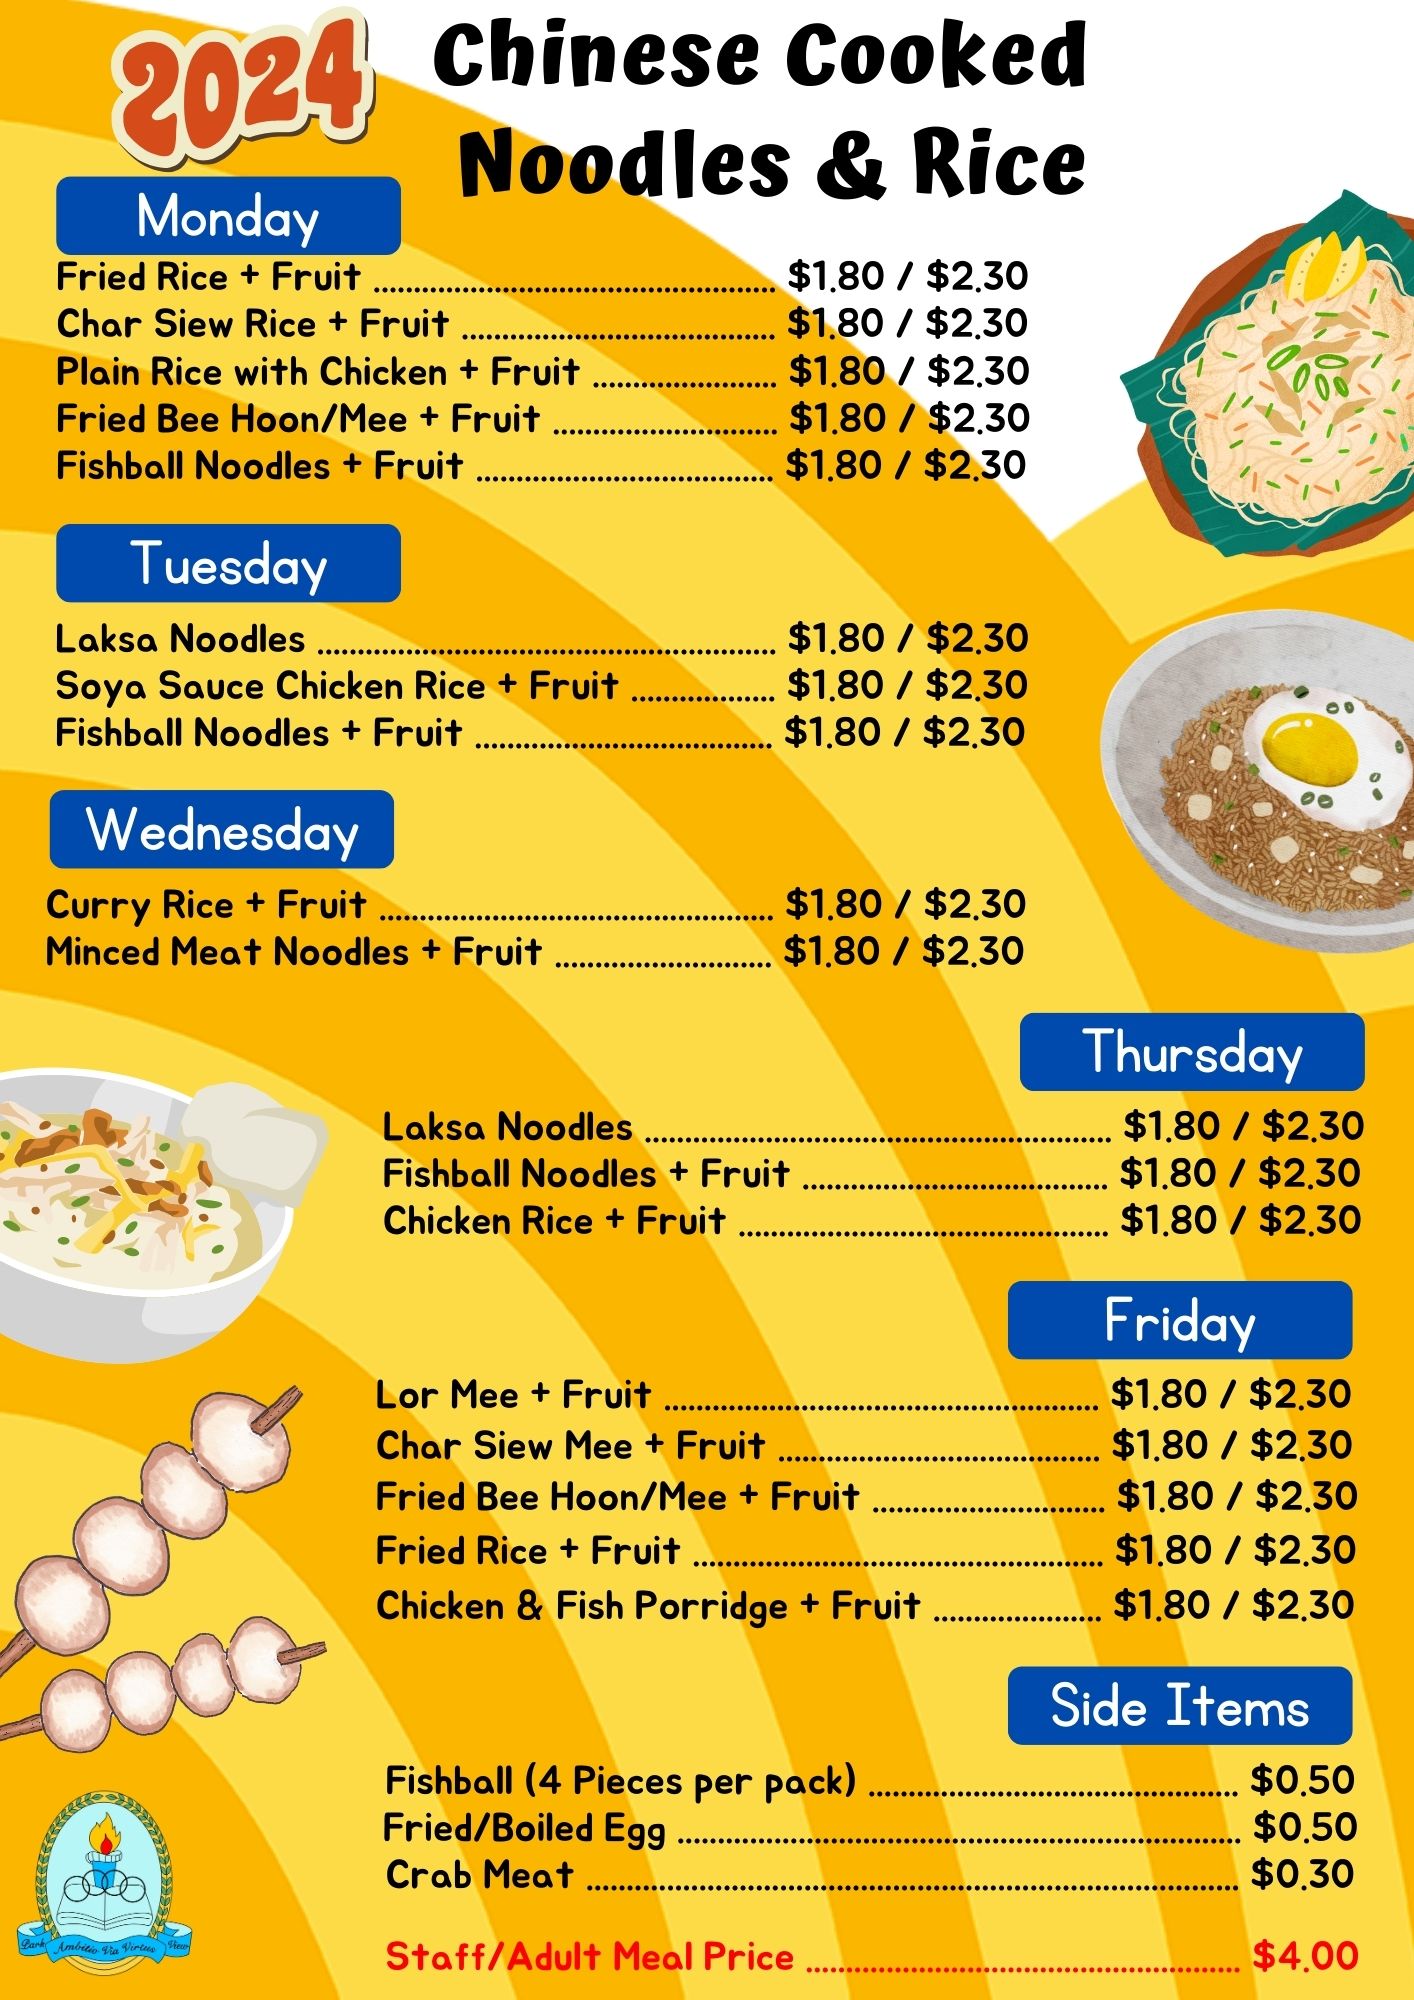 2024
Chinese Cooked
Noodles & Rice
Monday
Fried Rice + Fruit ........ $1.80 / $2.30
Char Siew Rice + Fruit ........ $1.80 / $2.30
Plain Rice with Chicken + Fruit ........ $1.80 / $2.30
Fried Bee Hoon/Mee + Fruit ........ $1.80 / $2.30
Fishball Noodles + Fruit ........ $1.80 / $2.30
Tuesday
Laksa Noodles ........ $1.80 / $2.30
Soya Sauce Chicken Rice + Fruit ........ $1.80 / $2.30
Fishball Noodles + Fruit ........ $1.80 / $2.30
Wednesday
Curry Rice + Fruit ........ $1.80 / $2.30
Minced Meat Noodles + Fruit ........ $1.80 / $2.30
Thursday
Laksa Noodles ........ $1.80 / $2.30
Fishball Noodles + Fruit ........ $1.80 / $2.30
Chicken Rice + Fruit ........ $1.80 / $2.30
Friday
Lor Mee + Fruit ........ $1.80 / $2.30
Char Siew Mee + Fruit ........ $1.80 / $2.30
Fried Bee Hoon/Mee + Fruit ........ $1.80 / $2.30
Fried Rice + Fruit ........ $1.80 / $2.30
Chicken & Fish Porridge + Fruit ........ $1.80 / $2.30
Side Items
Fishball (4 Pieces per pack) ........ $0.50
Fried/Boiled Egg ........ $0.50
Crab Meat ........ $0.30
Staff/Adult Meal Price ........ $4.00
Park Ambitio Via Virtus View